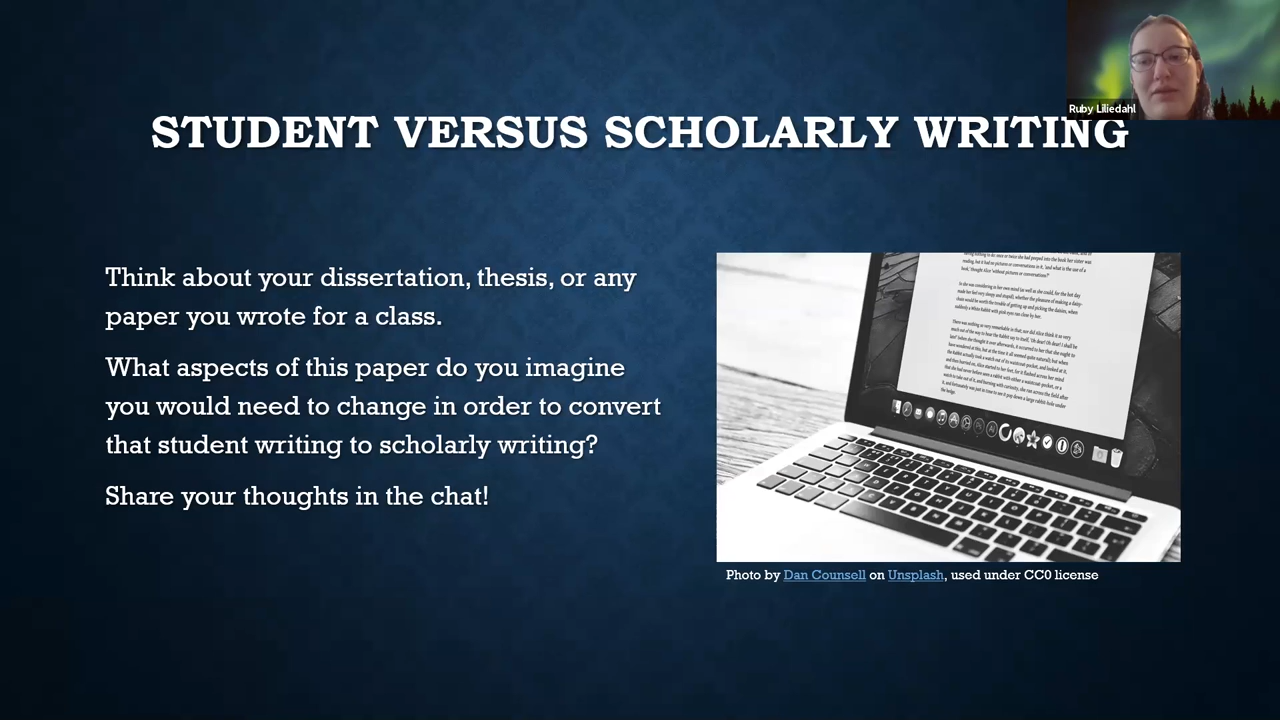 Ruby Liliedahl
STUDENT VERSUS SCHOLARLY WRITING
Think about your dissertation, thesis, or any
paper you wrote for a class.
What aspects of this paper do you imagine
you would need to change in order to convert
that student writing to scholarly writing?
Share your thoughts in the chat!
Photo by Dan Counsell on Unsplash, used under CC0 license